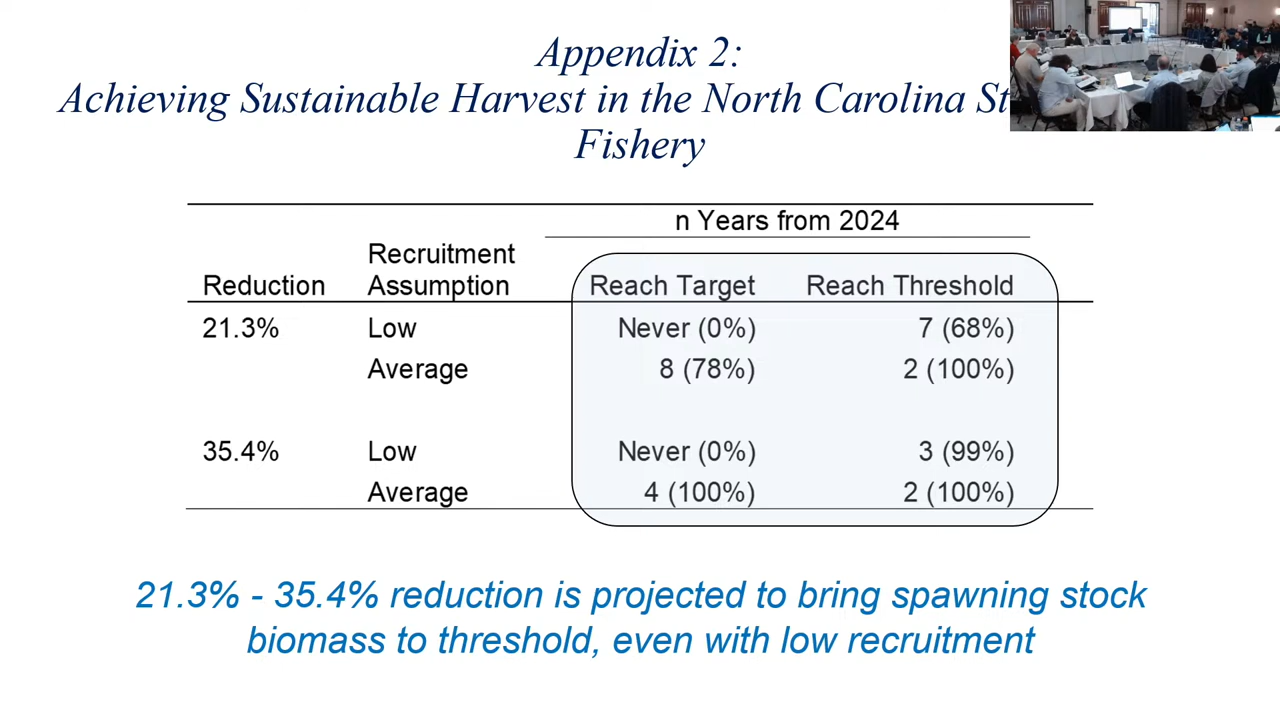 Appendix 2:
Achieving Sustainable Harvest in the North Carolina
Fishery
n Years from 2024
Recruitment
Reduction Assumption Reach Target Reach Threshold
21.3% Low Never (0%) 7 (68%)
Average 8 (78%) 2 (100%)
35.4% Low Never (0%) 3 (99%)
Average 4 (100%) 2 (100%)
21.3% - 35.4% reduction is projected to bring spawning stock
biomass to threshold, even with low recruitment